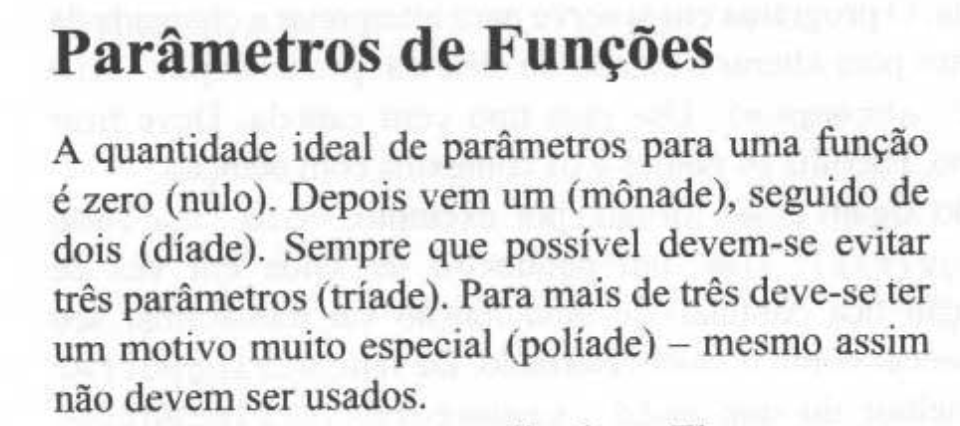 Parâmetros de Funções
A quantidade ideal de parâmetros para uma função
é zero (nulo). Depois vem um (mônade), seguido de
dois (díade). Sempre que possível devem-se evitar
três parâmetros (tríade). Para mais de três deve-se ter
um motivo muito especial (políade) – mesmo assim
não devem ser usados.